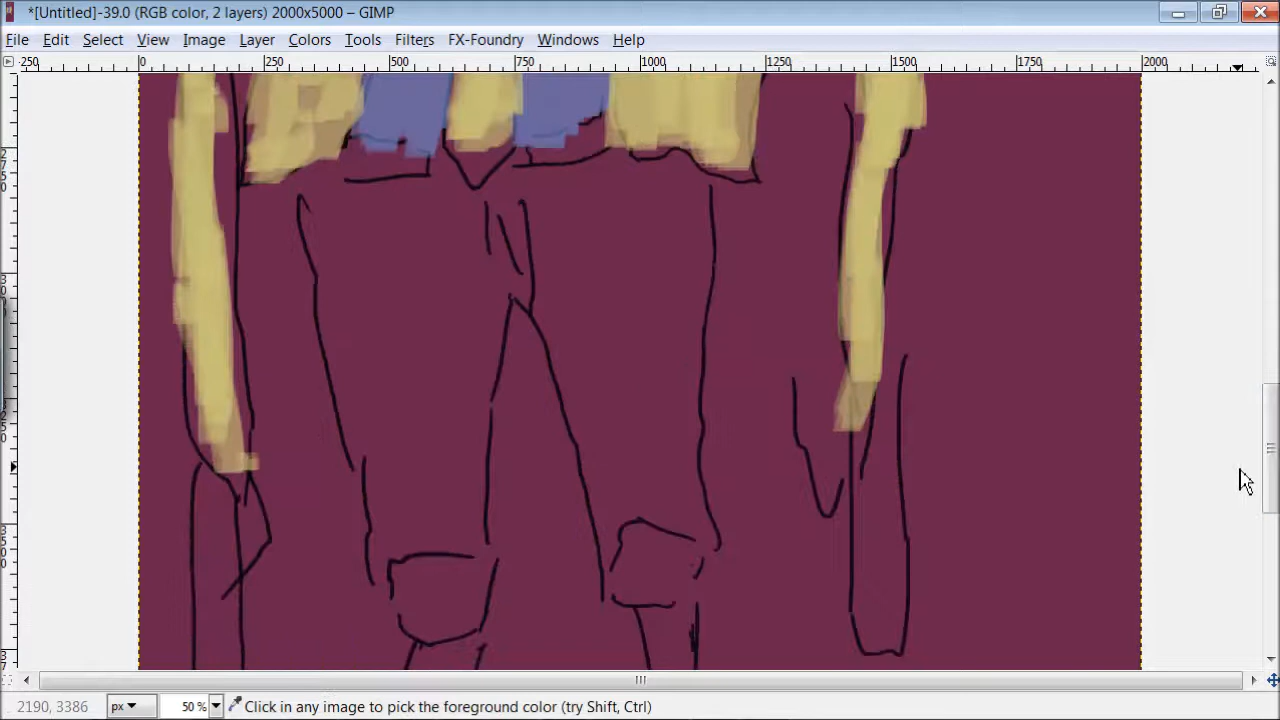 *[Untitled]-39.0 (RGB color, 2 layers) 2000x5000 – GIMP
File Edit Select View Image Layer Colors Tools Filters FX-Foundry Windows Help
-250 0 250 500 750 1000 1250 1500 1750 2000
2190, 3386 px 50 % Click in any image to pick the foreground color (try Shift, Ctrl)